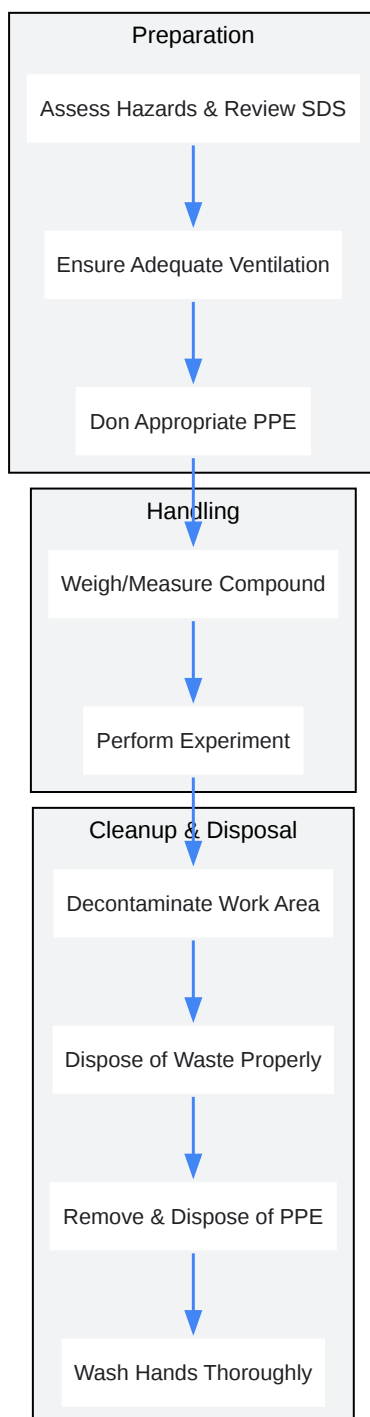 Preparation
Assess Hazards & Review SDS
Ensure Adequate Ventilation
Don Appropriate PPE
Handling
Weigh/Measure Compound
Perform Experiment
Cleanup & Disposal
Decontaminate Work Area
Dispose of Waste Properly
Remove & Dispose of PPE
Wash Hands Thoroughly